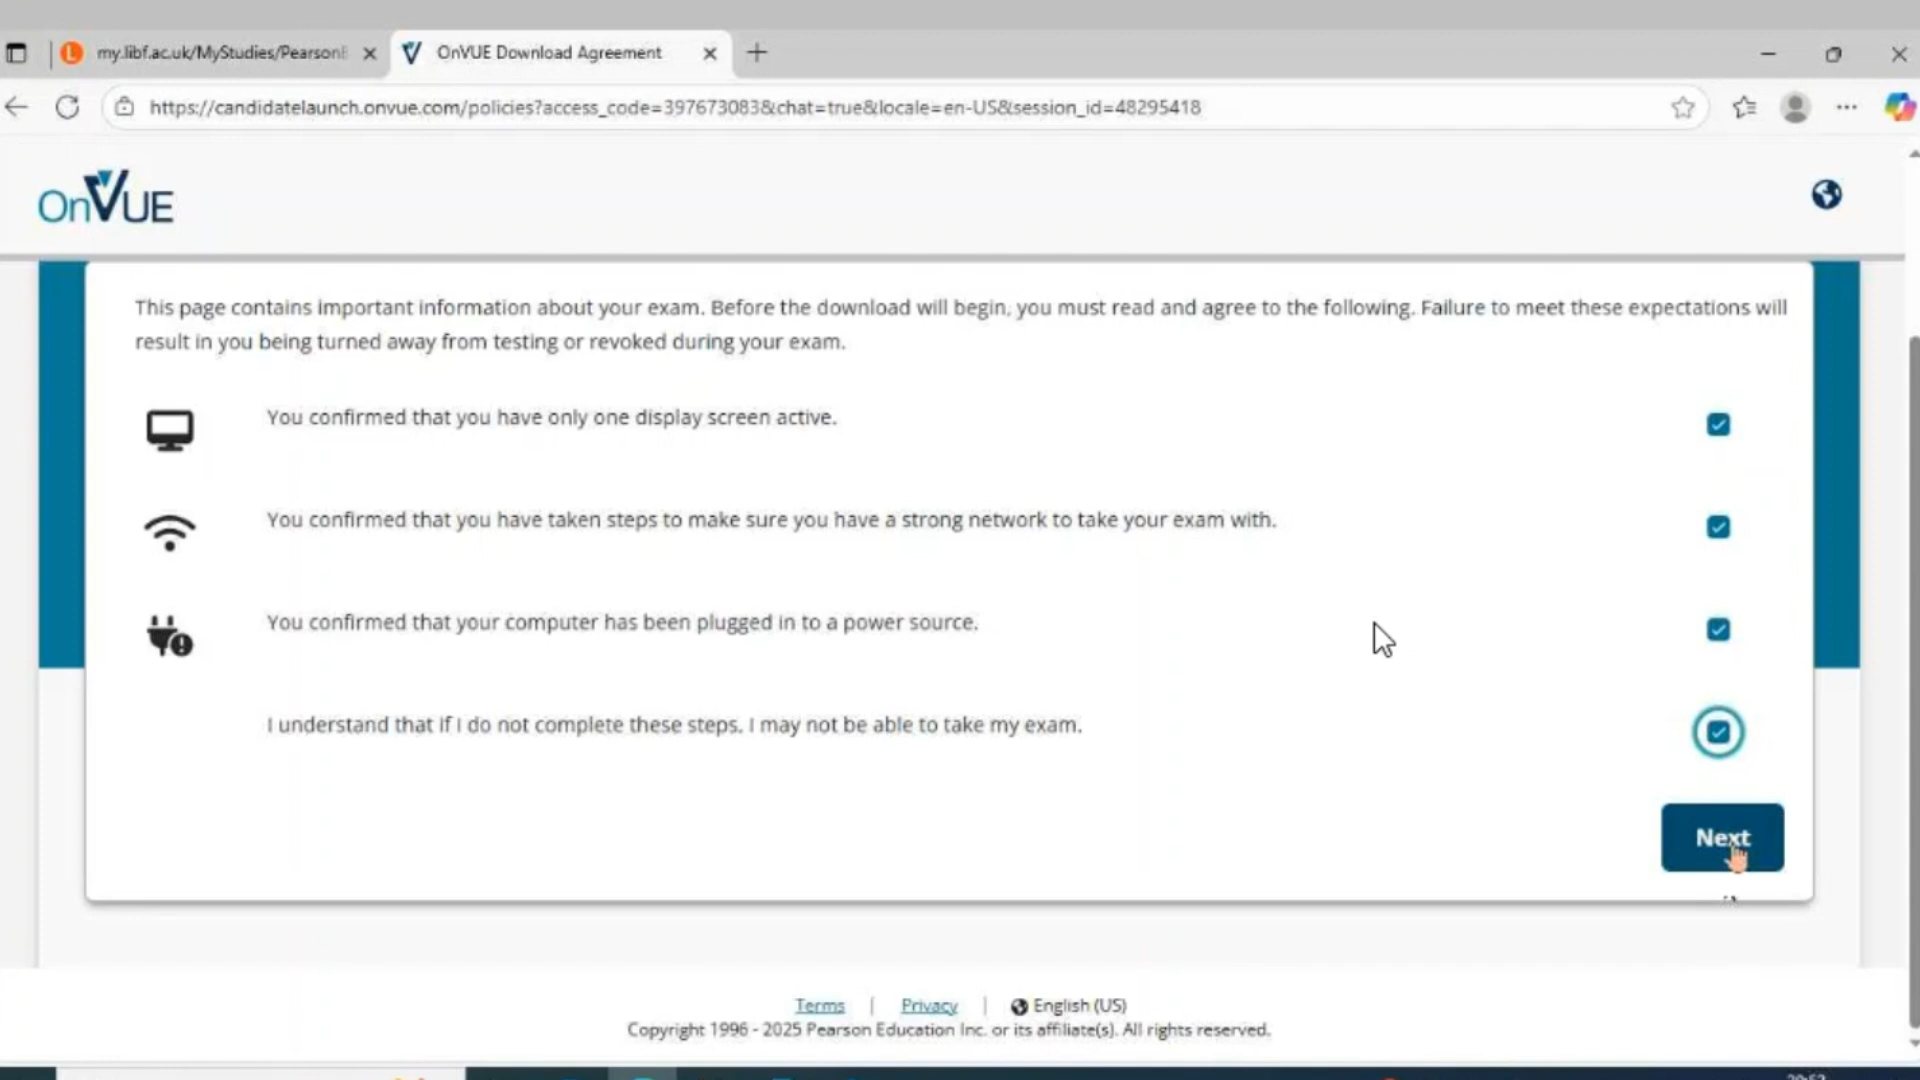 my.libf.ac.uk/MyStudies/Pearson
OnVUE Download Agreement
https://candidatelaunch.onvue.com/policies?access_code=397673083&chat=true&locale=en-US&session_id=48295418
OnVUE
This page contains important information about your exam. Before the download will begin, you must read and agree to the following. Failure to meet these expectations will
result in you being turned away from testing or revoked during your exam.
You confirmed that you have only one display screen active.
You confirmed that you have taken steps to make sure you have a strong network to take your exam with.
You confirmed that your computer has been plugged in to a power source.
I understand that if I do not complete these steps, I may not be able to take my exam.
Next
Terms | Privacy | English (US)
Copyright 1996 - 2025 Pearson Education Inc. or its affiliate(s). All rights reserved.